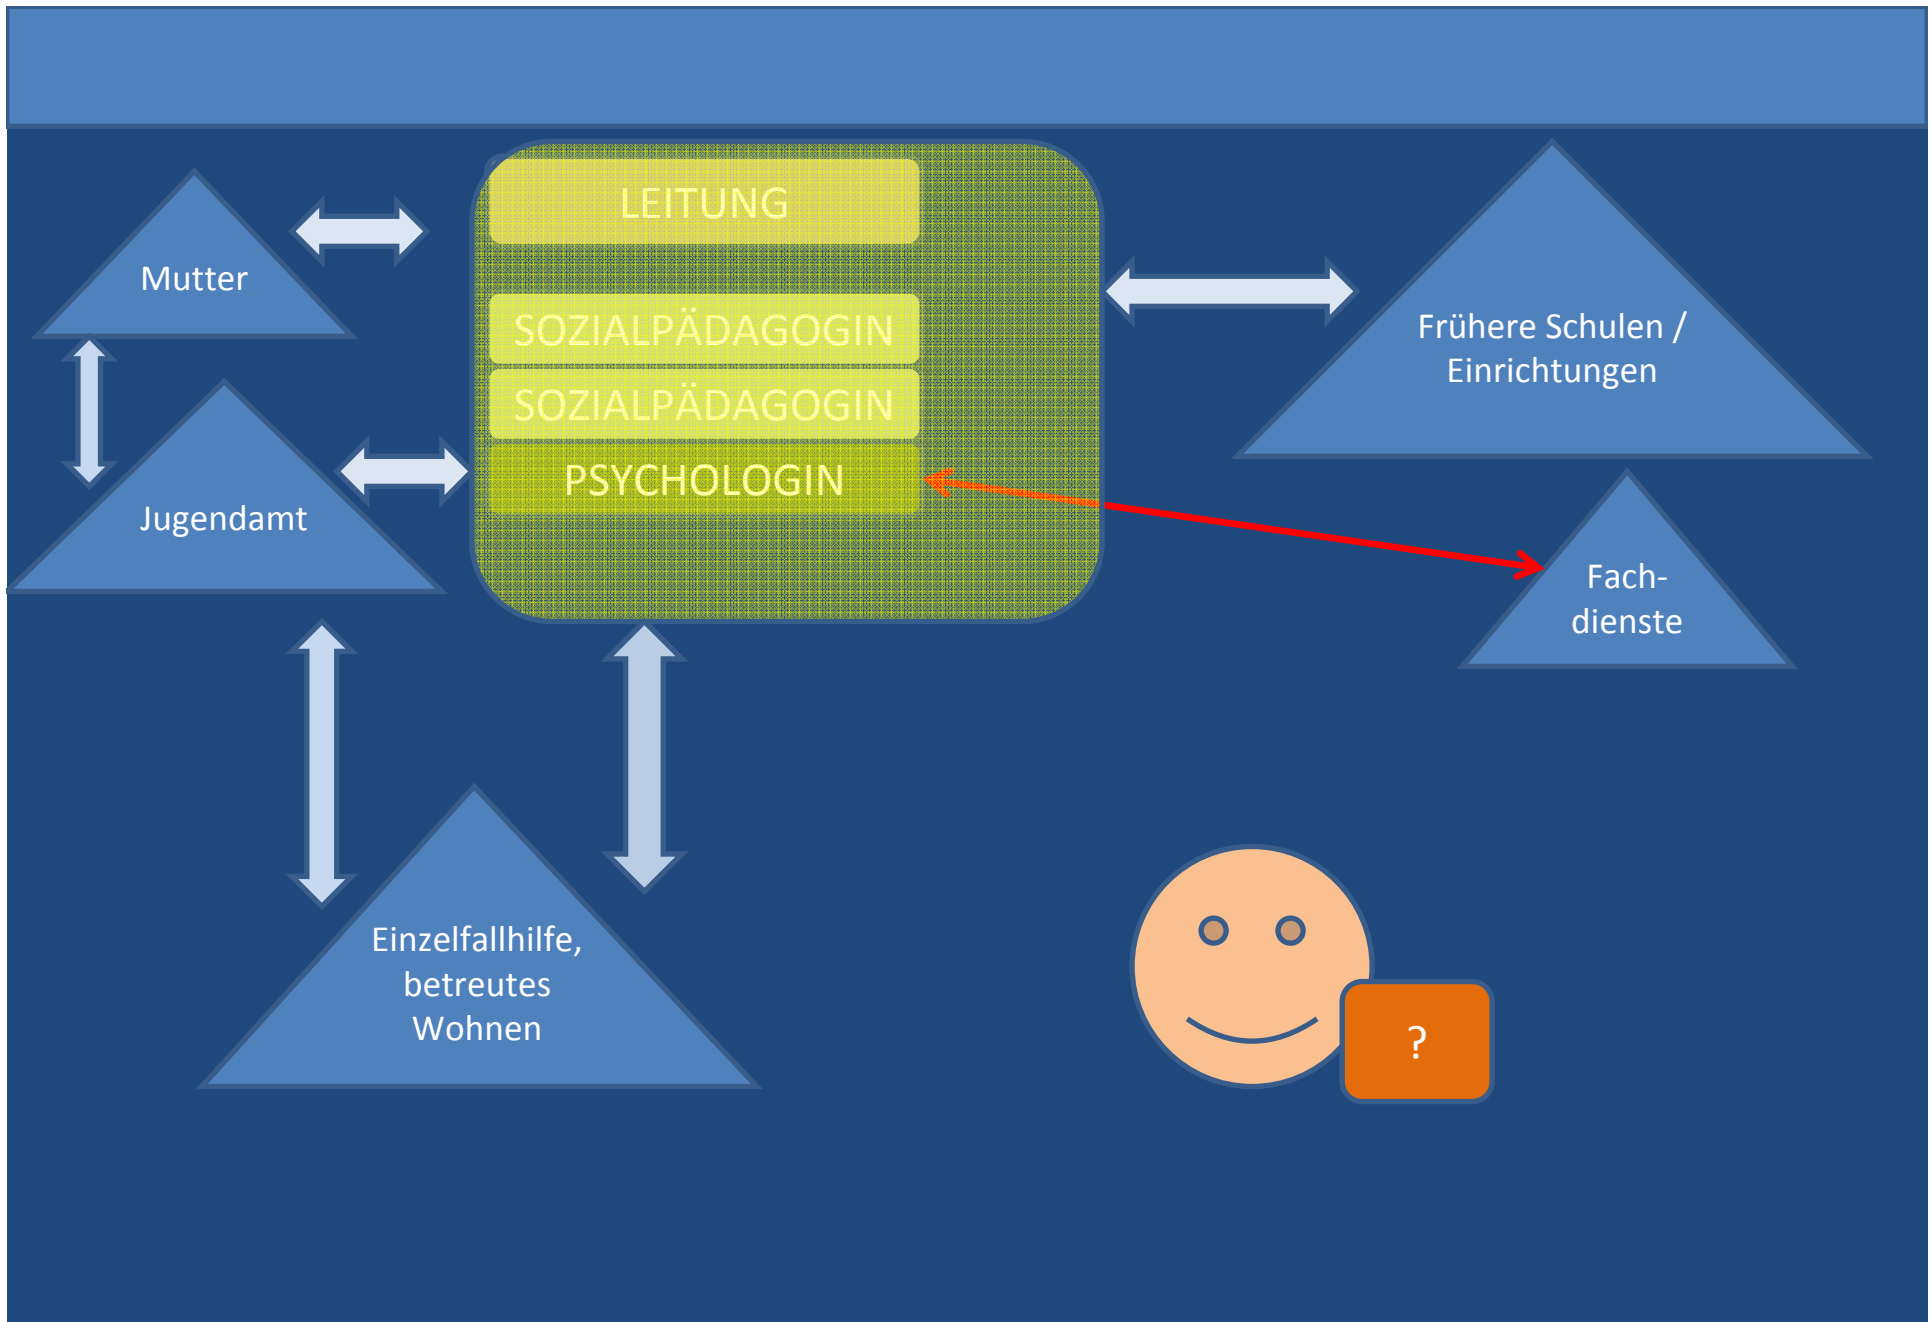 LEITUNG
Mutter
SOZIALPÄDAGOGIN
SOZIALPÄDAGOGIN
PSYCHOLOGIN
Jugendamt
Frühere Schulen /
Einrichtungen
Fach-
dienste
Einzelfallhilfe,
betreutes
Wohnen
?